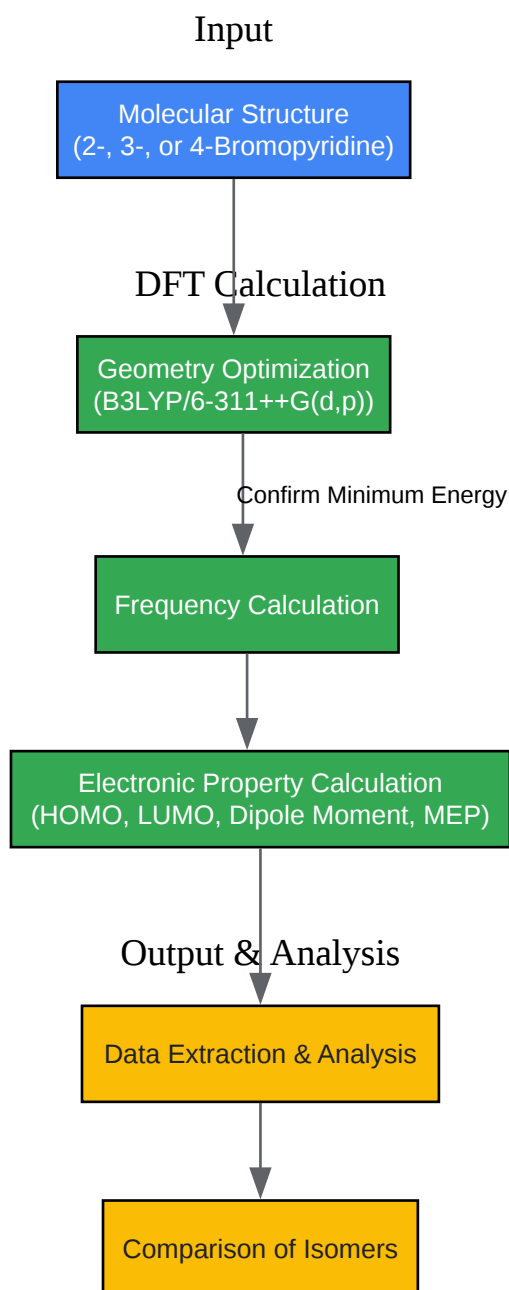 Input
Molecular Structure
(2-, 3-, or 4-Bromopyridine)
DFT Calculation
Geometry Optimization
(B3LYP/6-311++G(d,p))
Confirm Minimum Energy
Frequency Calculation
Electronic Property Calculation
(HOMO, LUMO, Dipole Moment, MEP)
Output & Analysis
Data Extraction & Analysis
Comparison of Isomers